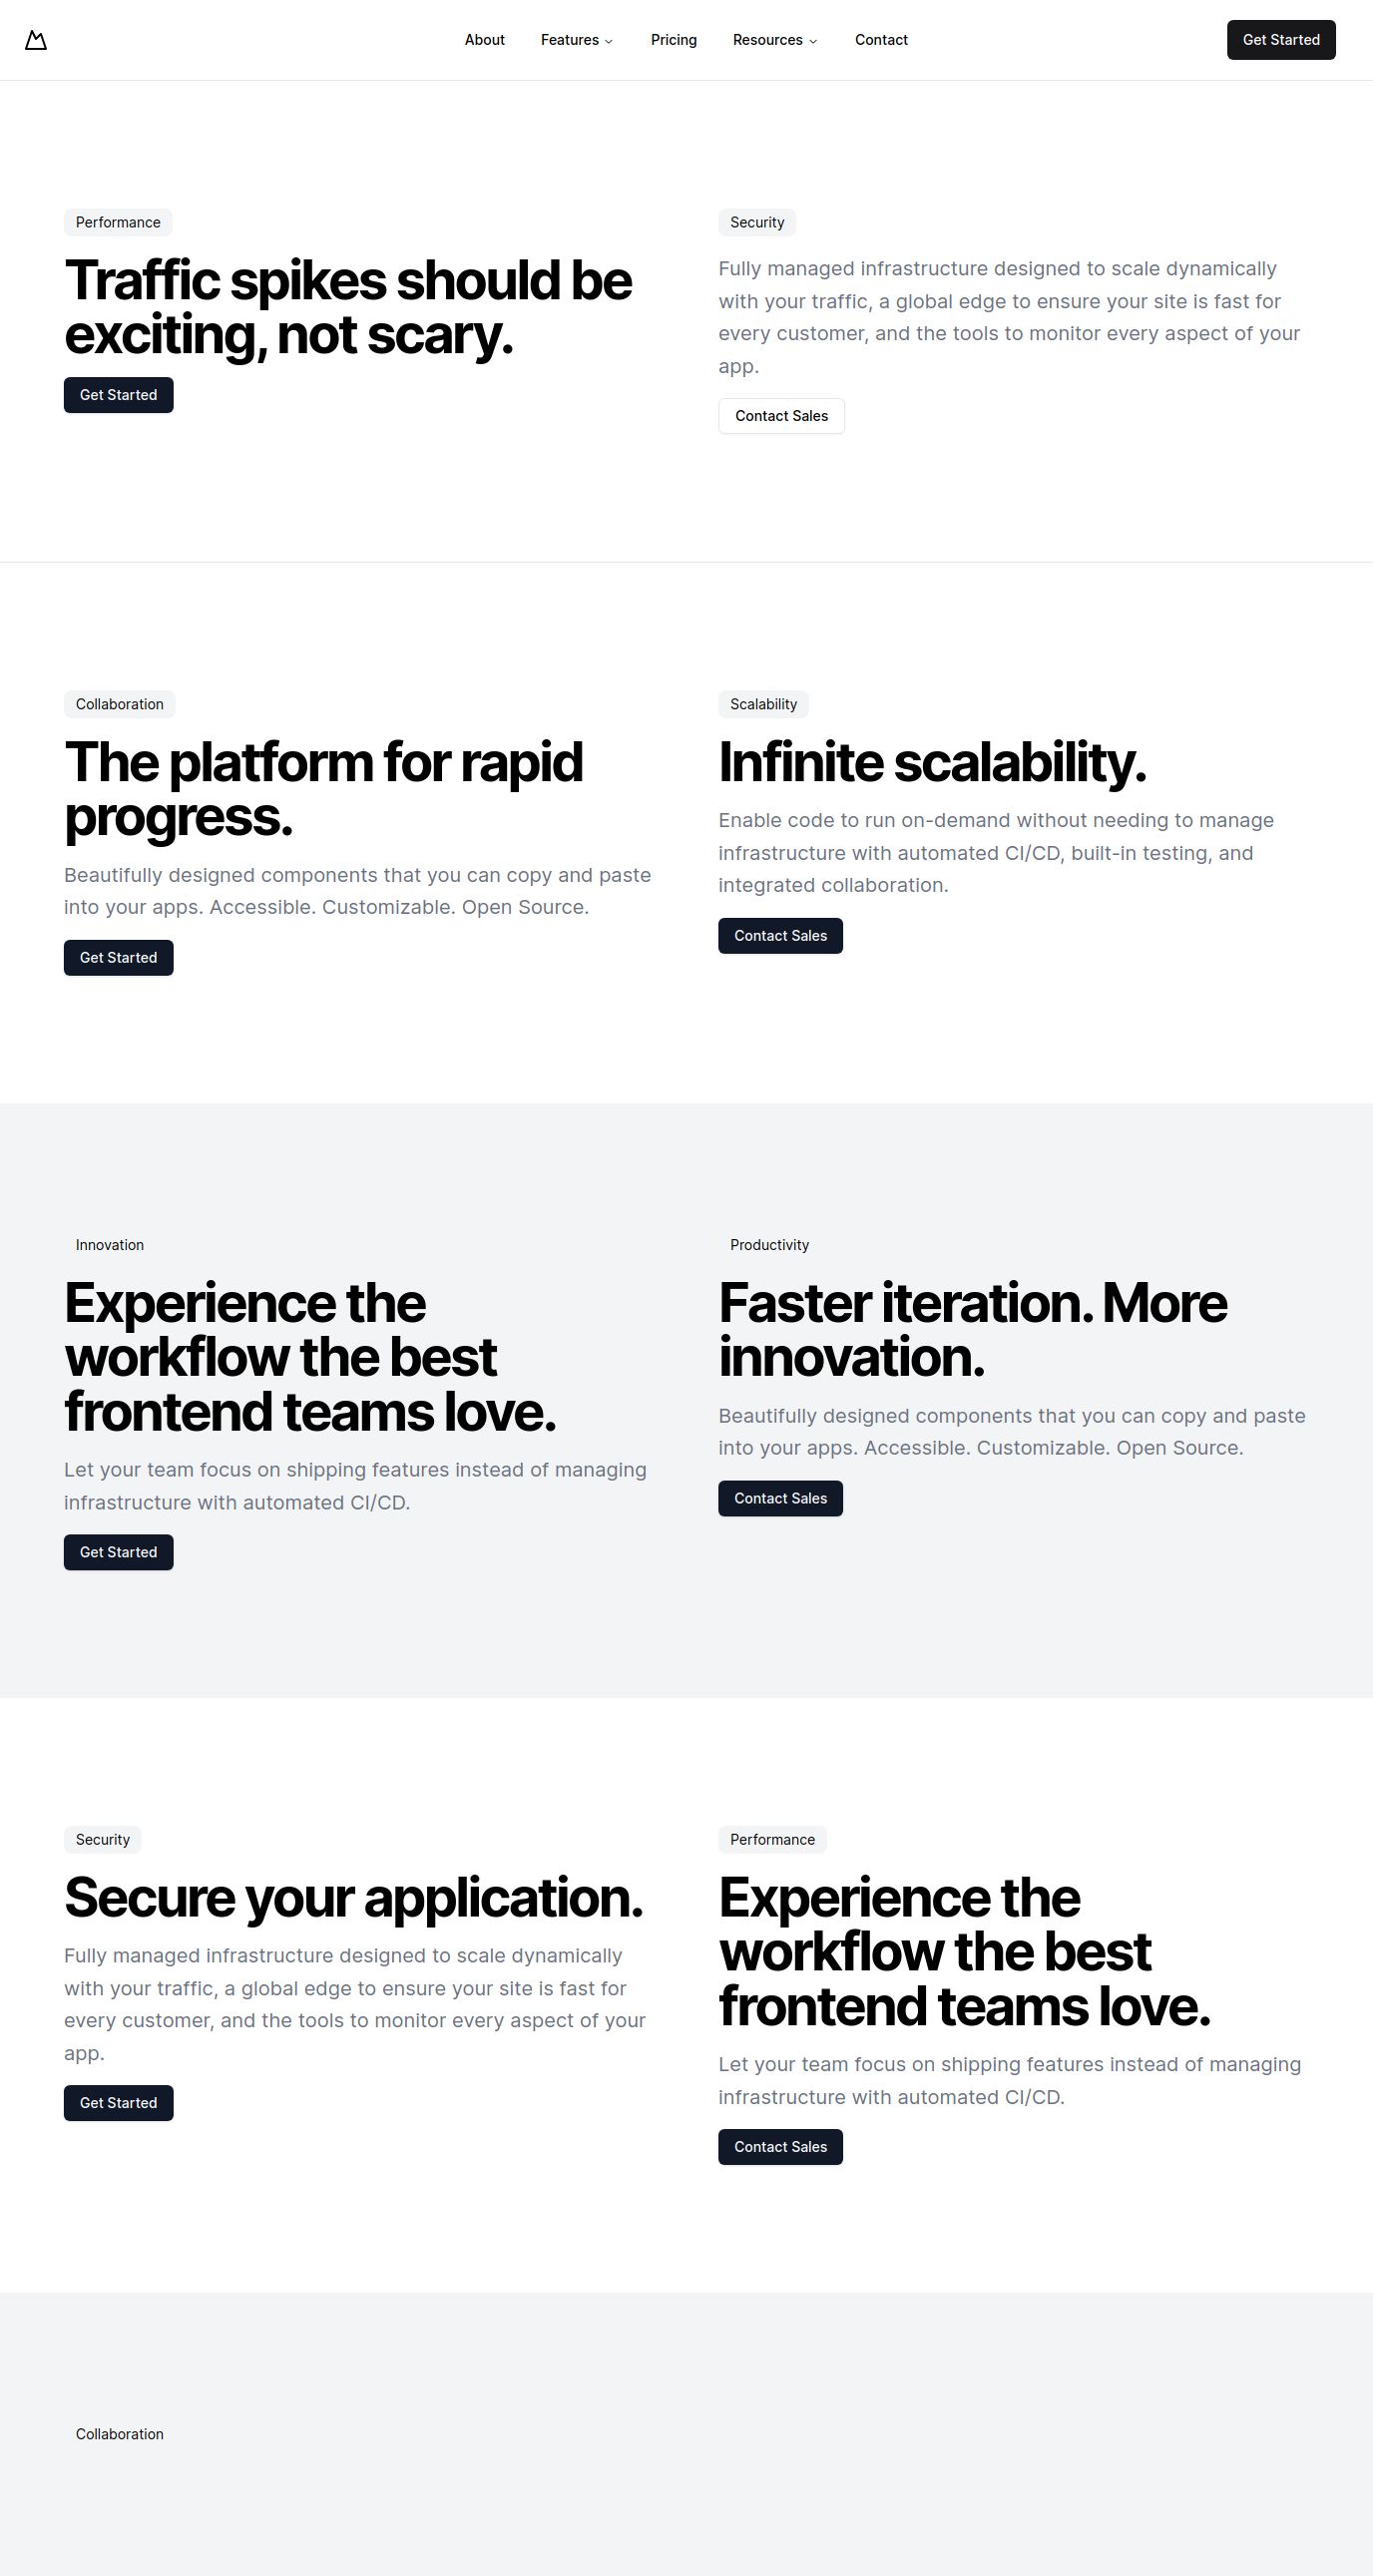 About Features Pricing Resources Contact Get Started
Performance
Traffic spikes should be
exciting, not scary.
Get Started
Security
Fully managed infrastructure designed to scale dynamically
with your traffic, a global edge to ensure your site is fast for
every customer, and the tools to monitor every aspect of your
app.
Contact Sales
Collaboration
The platform for rapid
progress.
Beautifully designed components that you can copy and paste
into your apps. Accessible. Customizable. Open Source.
Get Started
Scalability
Infinite scalability.
Enable code to run on-demand without needing to manage
infrastructure with automated CI/CD, built-in testing, and
integrated collaboration.
Contact Sales
Innovation
Experience the
workflow the best
frontend teams love.
Let your team focus on shipping features instead of managing
infrastructure with automated CI/CD.
Get Started
Productivity
Faster iteration. More
innovation.
Beautifully designed components that you can copy and paste
into your apps. Accessible. Customizable. Open Source.
Contact Sales
Security
Secure your application.
Fully managed infrastructure designed to scale dynamically
with your traffic, a global edge to ensure your site is fast for
every customer, and the tools to monitor every aspect of your
app.
Get Started
Performance
Experience the
workflow the best
frontend teams love.
Let your team focus on shipping features instead of managing
infrastructure with automated CI/CD.
Contact Sales
Collaboration